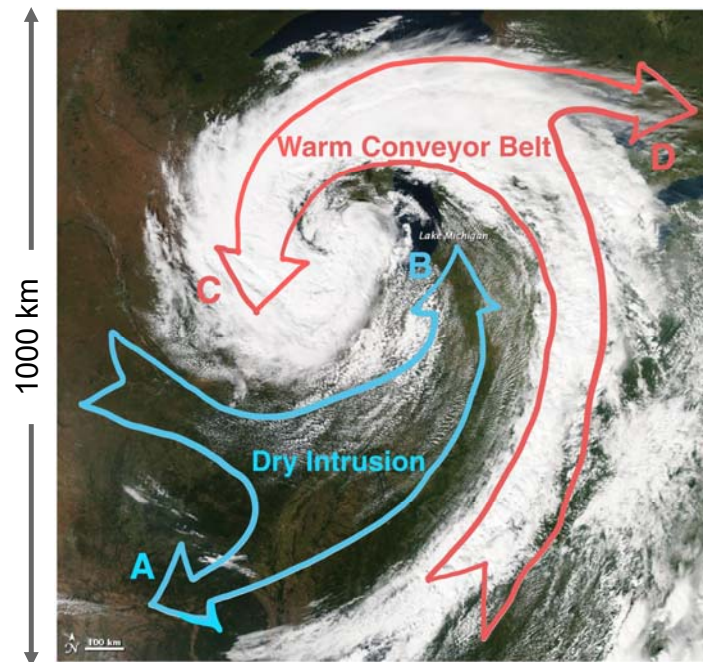 1000 km
Warm Conveyor Belt
D
Lake Michigan
B
C
Dry Intrusion
A
N
100 km